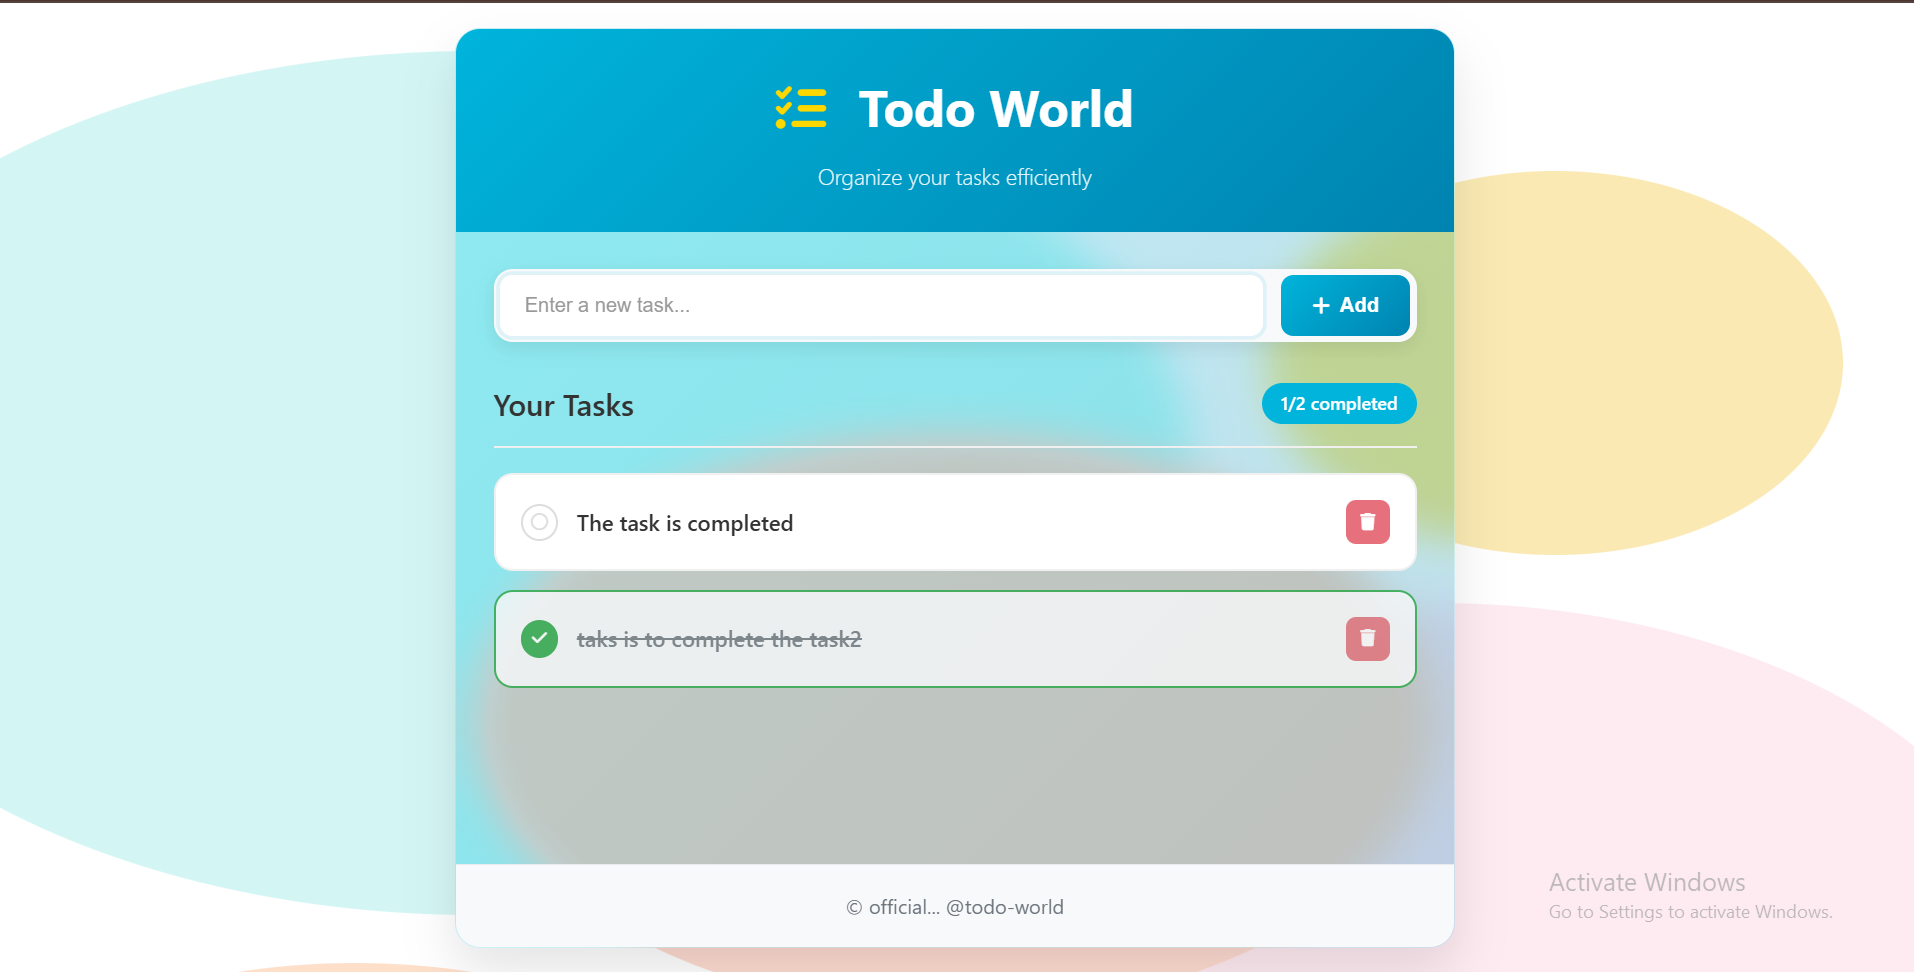 Todo World
Organize your tasks efficiently
Enter a new task...
Add
Your Tasks
1/2 completed
The task is completed
taks is to complete the task2
© official... @todo-world
Activate Windows
Go to Settings to activate Windows.